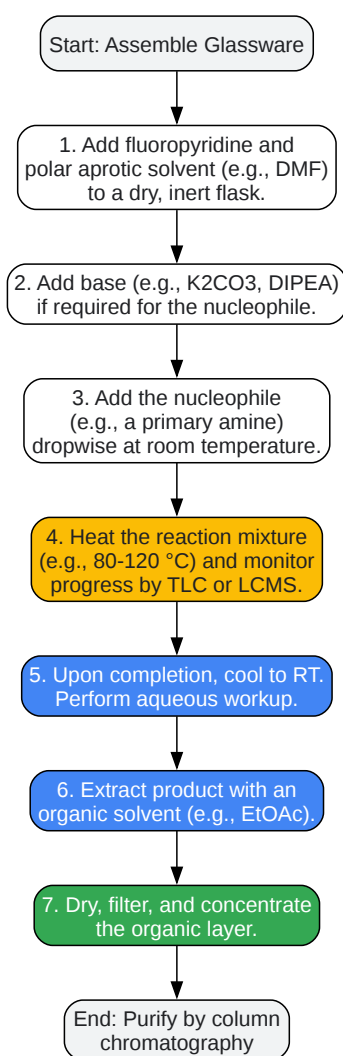 Start: Assemble Glassware
1. Add fluoropyridine and
polar aprotic solvent (e.g., DMF)
to a dry, inert flask.
2. Add base (e.g., K2CO3, DIPEA)
if required for the nucleophile.
3. Add the nucleophile
(e.g., a primary amine)
dropwise at room temperature.
4. Heat the reaction mixture
(e.g., 80-120 °C) and monitor
progress by TLC or LCMS.
5. Upon completion, cool to RT.
Perform aqueous workup.
6. Extract product with an
organic solvent (e.g., EtOAc).
7. Dry, filter, and concentrate
the organic layer.
End: Purify by column
chromatography